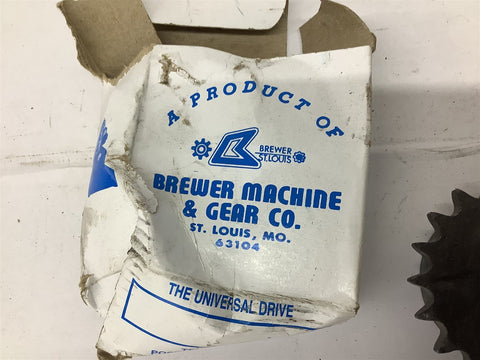 A PRODUCT OF
BREWER
ST.LOUIS
BREWER MACHINE
& GEAR CO.
ST. LOUIS, MO.
63104
THE UNIVERSAL DRIVE